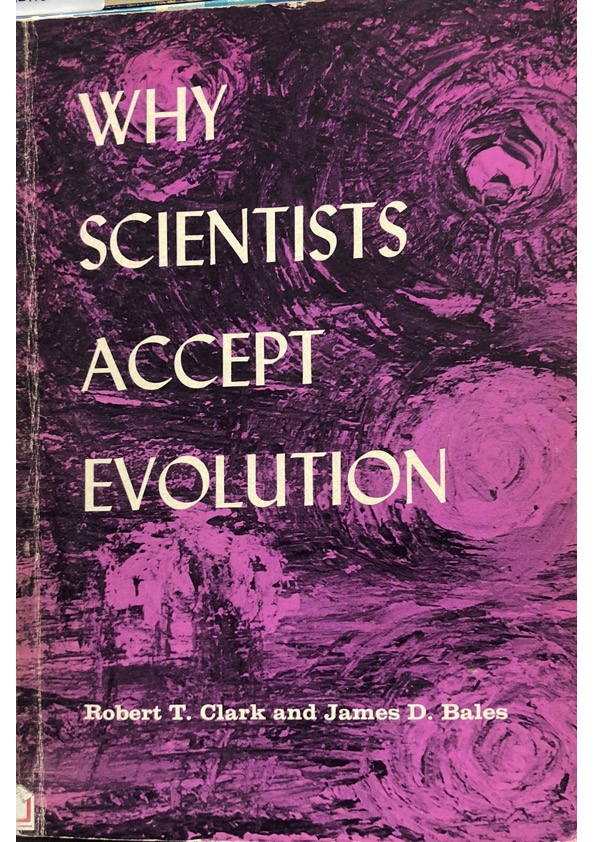 WHY
SCIENTISTS
ACCEPT
EVOLUTION
Robert T. Clark and James D. Bales